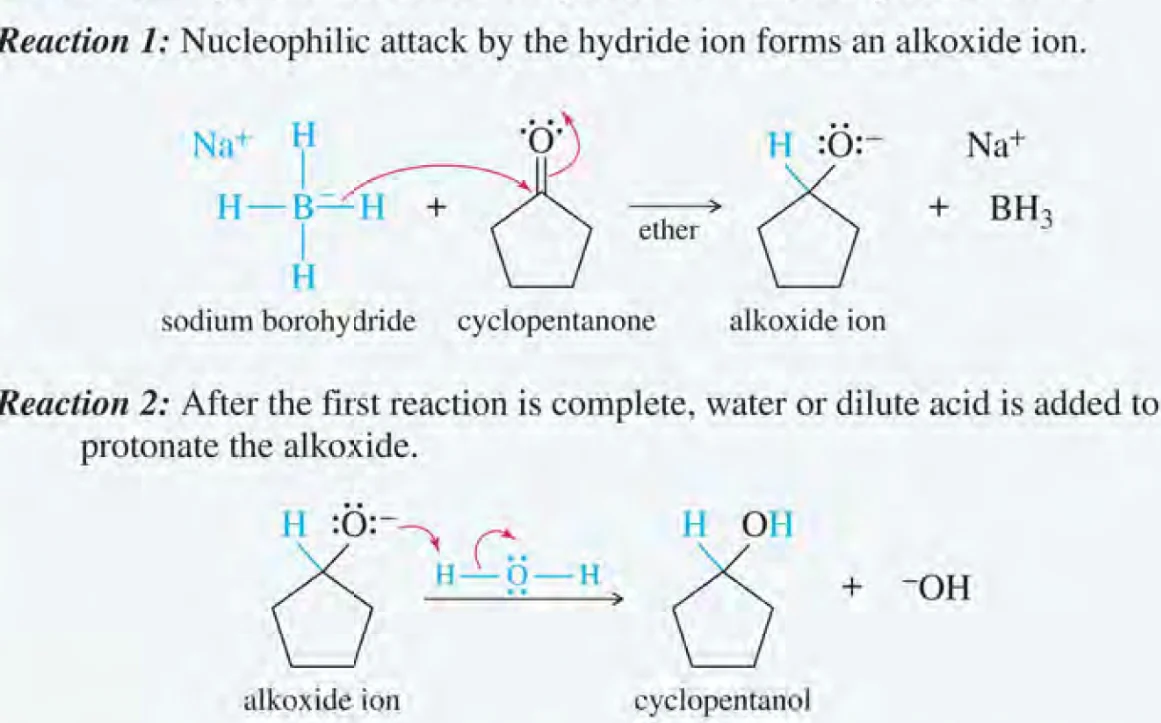 Reaction 1: Nucleophilic attack by the hydride ion forms an alkoxide ion.
Na+ H
H—B−—H + O ether H :Ö:− + Na+ BH3
H
sodium borohydride cyclopentanone alkoxide ion
Reaction 2: After the first reaction is complete, water or dilute acid is added to
protonate the alkoxide.
H :Ö:− H—Ö—H H OH + −OH
alkoxide ion cyclopentanol